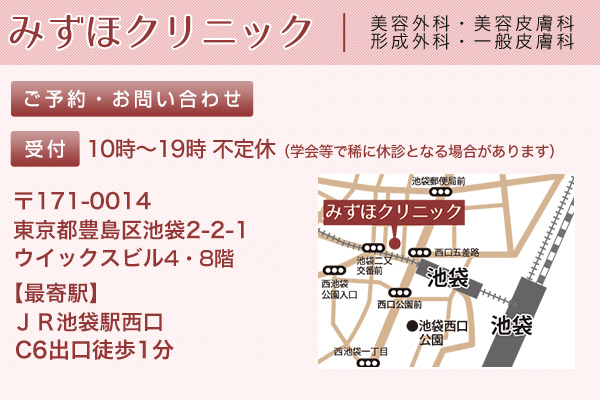 みずほクリニック
美容外科・美容皮膚科
形成外科・一般皮膚科
ご予約・お問い合わせ
受付
10時〜19時 不定休（学会等で稀に休診となる場合があります）
〒171-0014
東京都豊島区池袋2-2-1
ウイックスビル4・8階
【最寄駅】
ＪＲ池袋駅西口
C6出口徒歩1分
池袋郵便局前
みずほクリニック
西口五差路
池袋二又
交番前
池袋
西池袋
公園入口
西口公園前
池袋
池袋西口
公園
西池袋一丁目